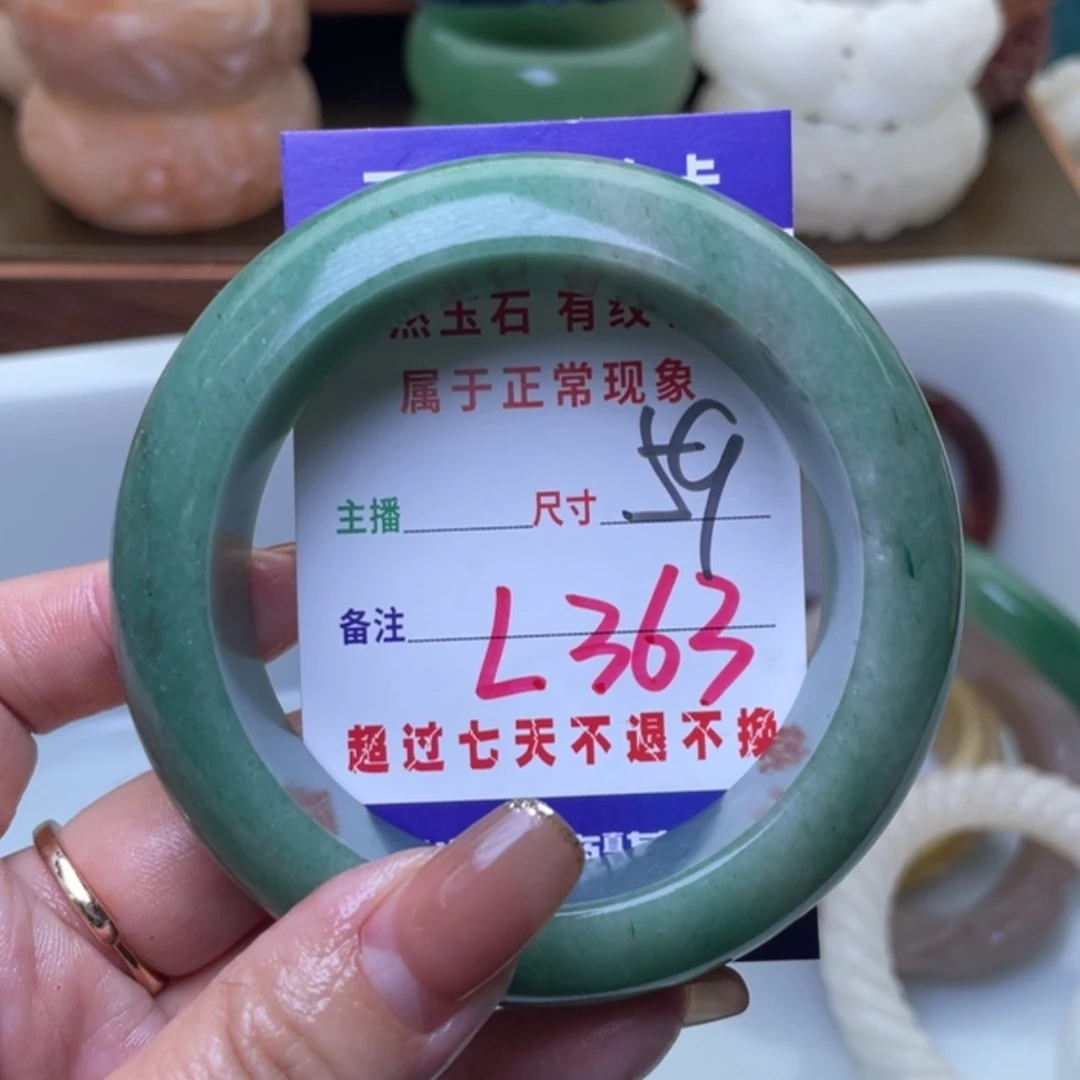 然玉石 有纹
属于正常现象
主播 尺寸
备注 L363
超过七天不退不换